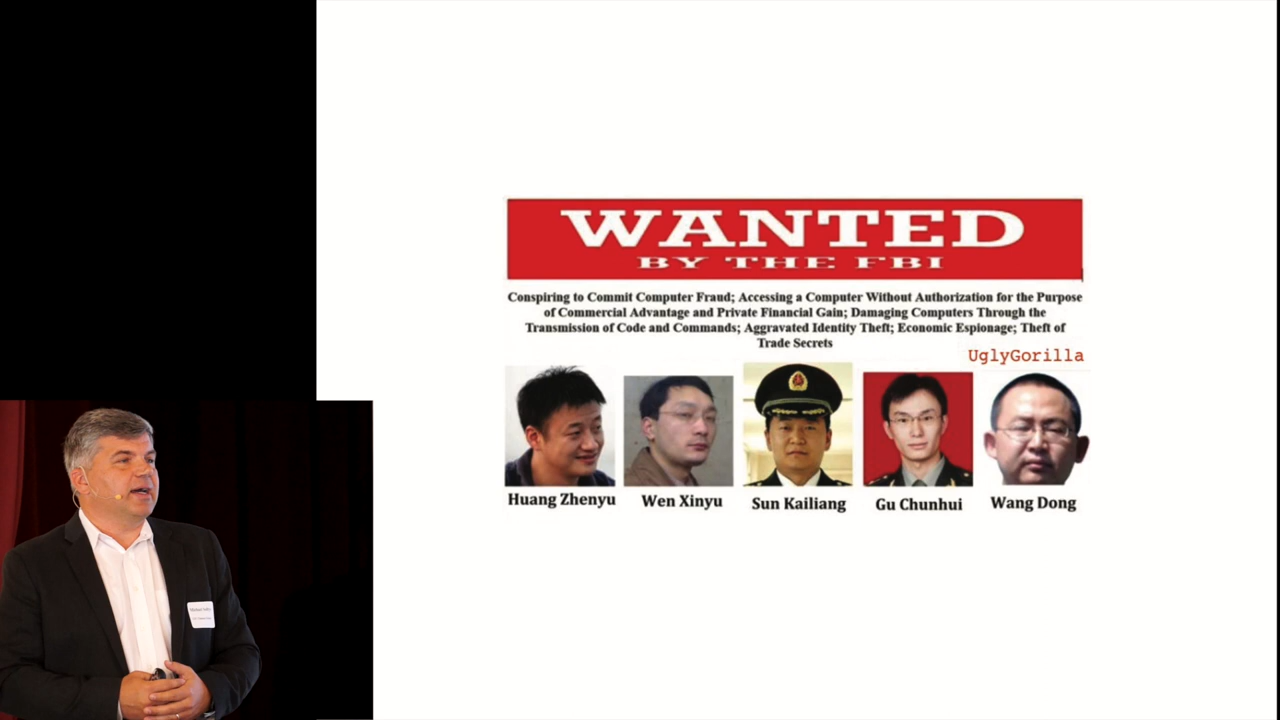 WANTED
BY THE FBI
Conspiring to Commit Computer Fraud; Accessing a Computer Without Authorization for the Purpose
of Commercial Advantage and Private Financial Gain; Damaging Computers Through the
Transmission of Code and Commands; Aggravated Identity Theft; Economic Espionage; Theft of
Trade Secrets
UglyGorilla
Huang Zhenyu
Wen Xinyu
Sun Kailiang
Gu Chunhui
Wang Dong
Michael